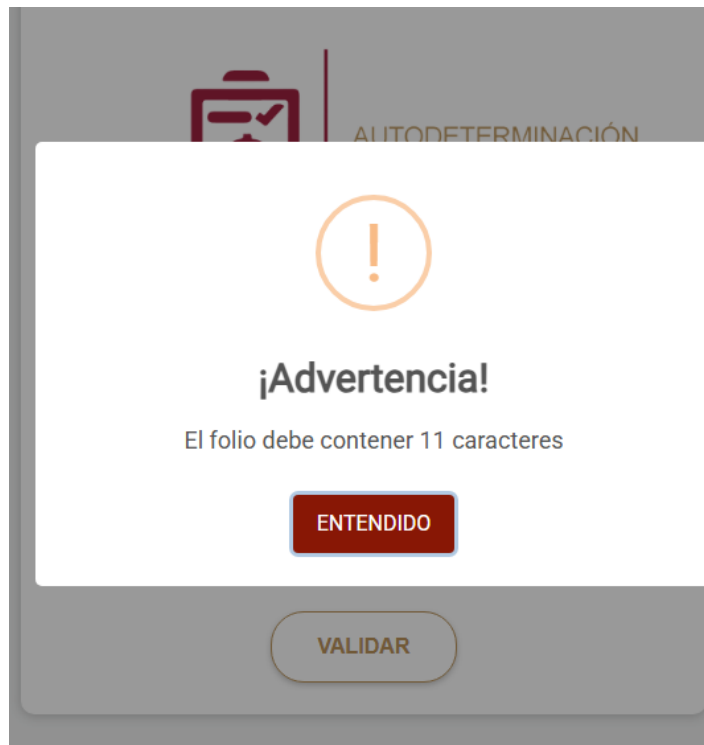 AUTODETERMINACIÓN
¡Advertencia!
El folio debe contener 11 caracteres
ENTENDIDO
VALIDAR